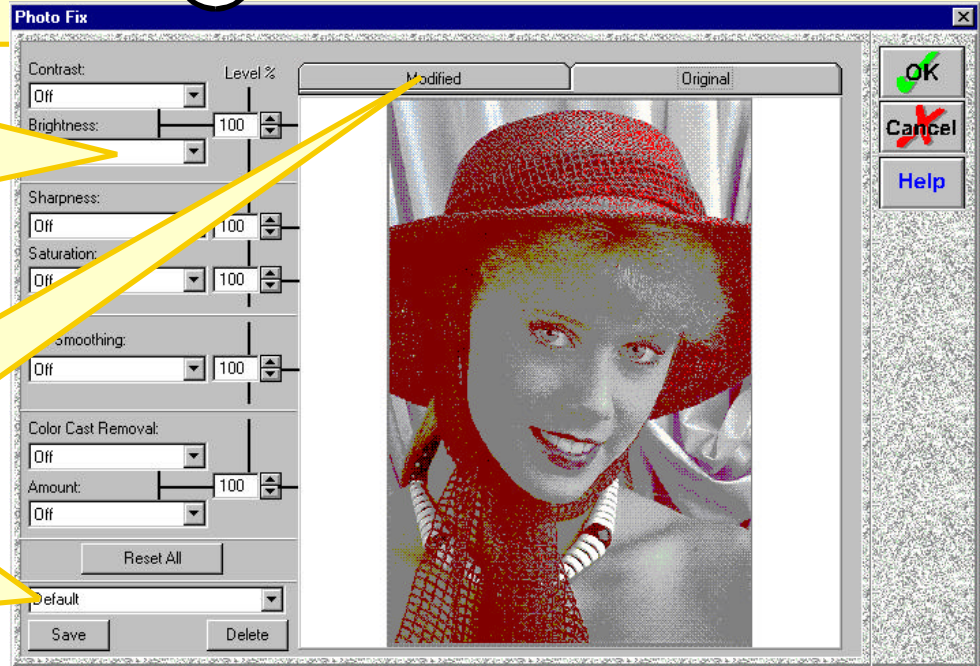 Photo Fix
Contrast:
Level %
Off
Brightness:
100
Sharpness:
Off
100
Saturation:
Off
100
Smoothing:
Off
100
Color Cast Removal:
Off
Amount:
100
Off
Reset All
Default
Save
Delete
Modified
Original
OK
Cancel
Help